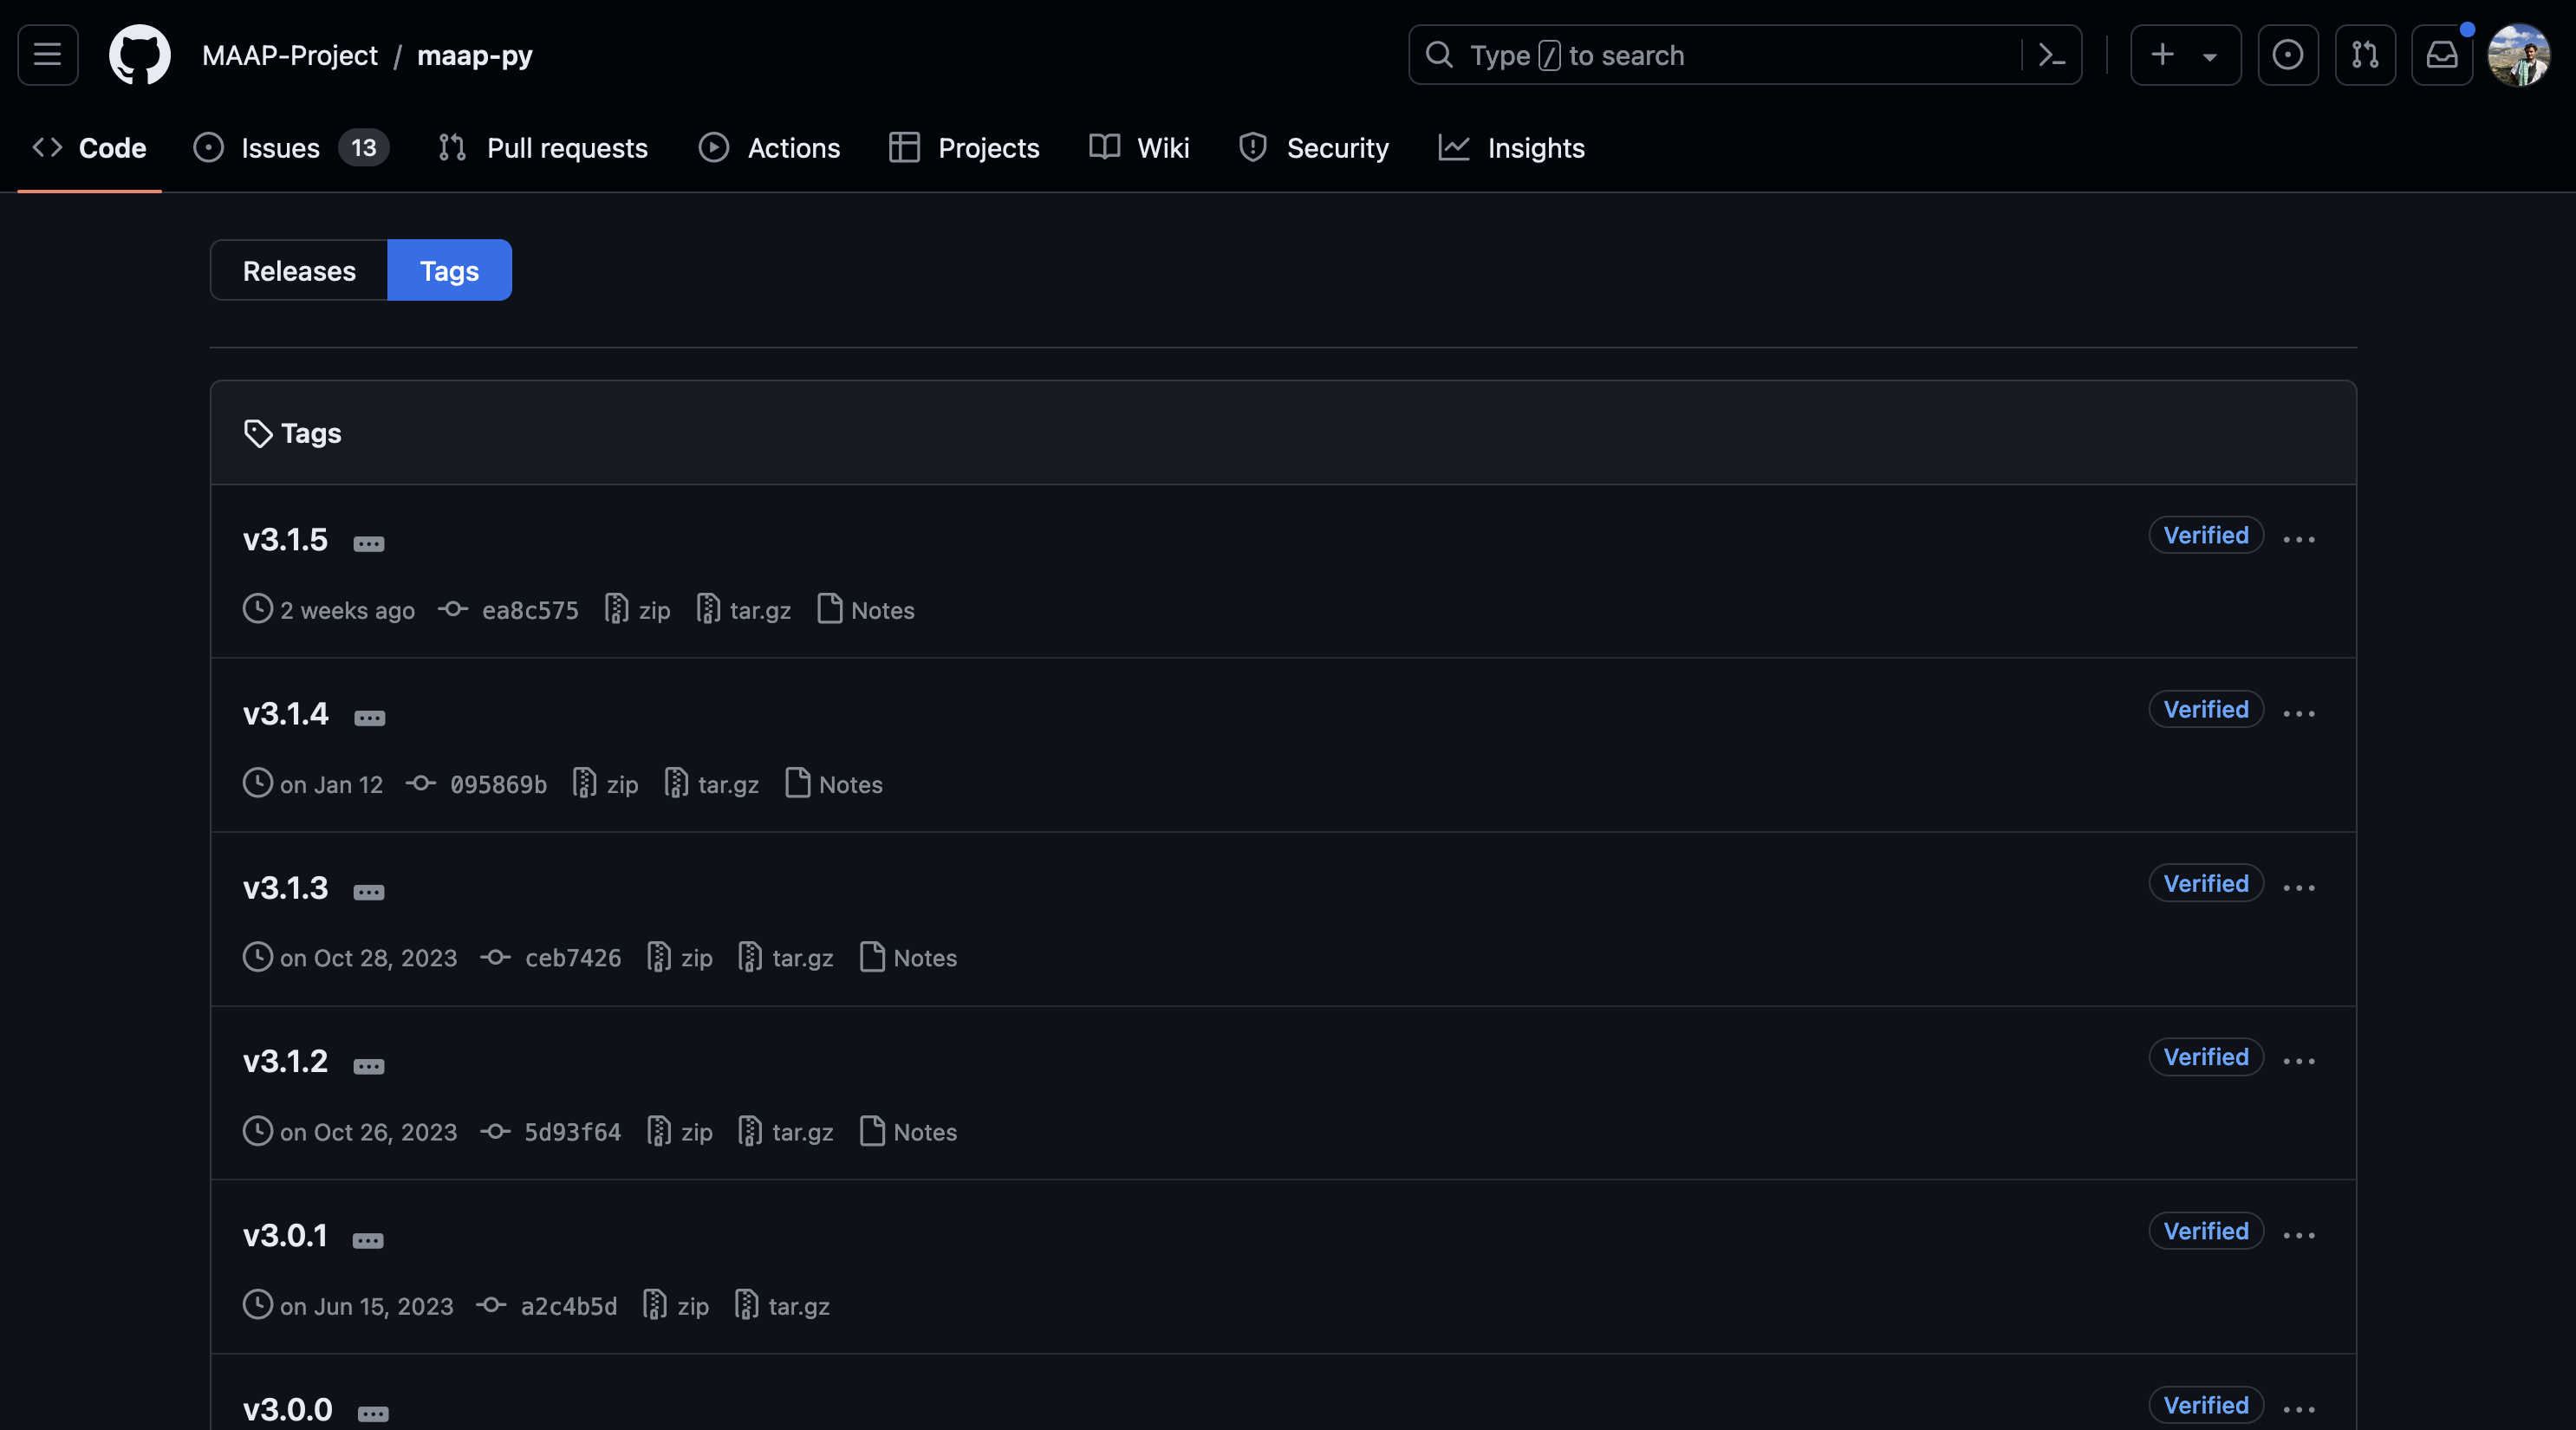 MAAP-Project / maap-py
Type / to search
Code Issues 13 Pull requests Actions Projects Wiki Security Insights
Releases Tags
Tags
v3.1.5 Verified
2 weeks ago ea8c575 zip tar.gz Notes
v3.1.4 Verified
on Jan 12 095869b zip tar.gz Notes
v3.1.3 Verified
on Oct 28, 2023 ceb7426 zip tar.gz Notes
v3.1.2 Verified
on Oct 26, 2023 5d93f64 zip tar.gz Notes
v3.0.1 Verified
on Jun 15, 2023 a2c4b5d zip tar.gz
v3.0.0 Verified